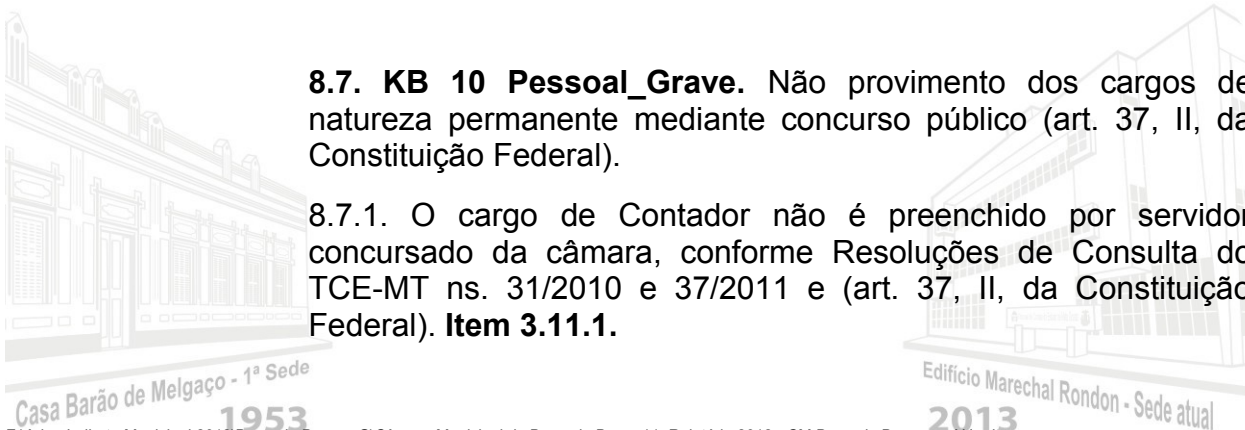 8.7. KB 10 Pessoal_Grave. Não provimento dos cargos de
natureza permanente mediante concurso público (art. 37, II, da
Constituição Federal).
8.7.1. O cargo de Contador não é preenchido por servidor
concursado da câmara, conforme Resoluções de Consulta do
TCE-MT ns. 31/2010 e 37/2011 e (art. 37, II, da Constituição
Federal). Item 3.11.1.
Casa Barão de Melgaço - 1ª Sede
1953
Edifício Marechal Rondon - Sede atual
2013